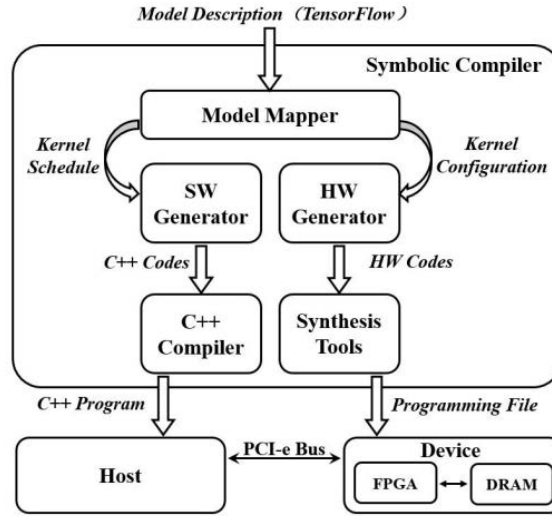 Model Description (TensorFlow）
Symbolic Compiler
Model Mapper
Kernel
Schedule
Kernel
Configuration
SW
Generator
HW
Generator
C++ Codes
HW Codes
C++
Compiler
Synthesis
Tools
C++ Program
Programming File
Host
PCI-e Bus
Device
FPGA
DRAM